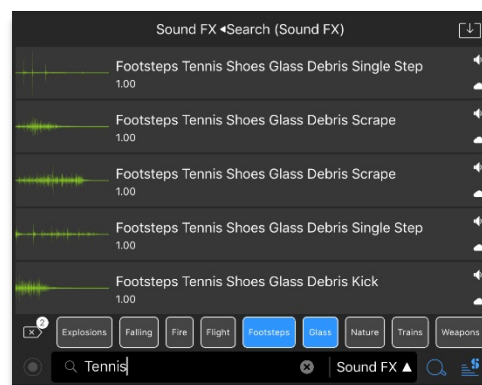 Sound FX ◂Search (Sound FX)
Footsteps Tennis Shoes Glass Debris Single Step
1.00
Footsteps Tennis Shoes Glass Debris Scrape
1.00
Footsteps Tennis Shoes Glass Debris Scrape
1.00
Footsteps Tennis Shoes Glass Debris Single Step
1.00
Footsteps Tennis Shoes Glass Debris Kick
1.00
2
Explosions Falling Fire Flight Footsteps Glass Nature Trains Weapons
Tennis Sound FX ▲ $